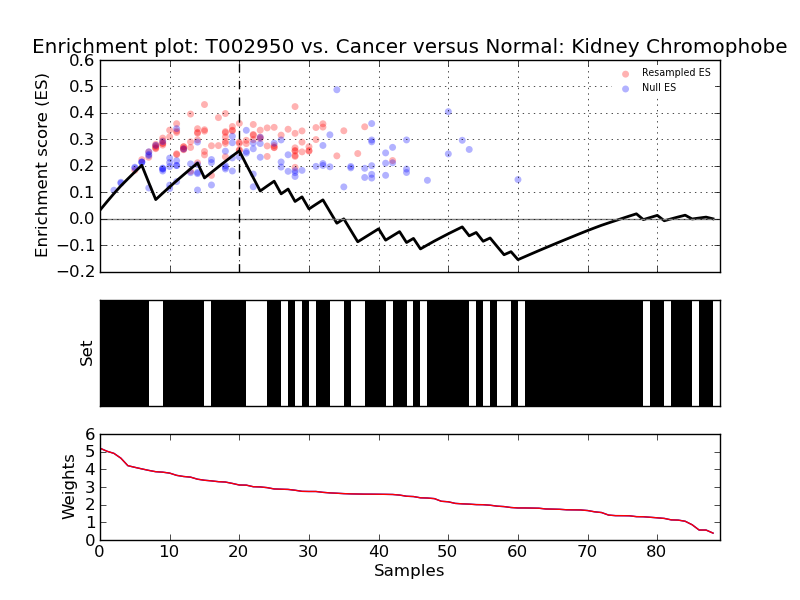 Enrichment plot: T002950 vs. Cancer versus Normal: Kidney Chromophobe
Enrichment score (ES)
0.6
0.5
0.4
0.3
0.2
0.1
0.0
−0.1
−0.2
Resampled ES
Null ES
Set
Weights
6
5
4
3
2
1
0
0 10 20 30 40 50 60 70 80
Samples